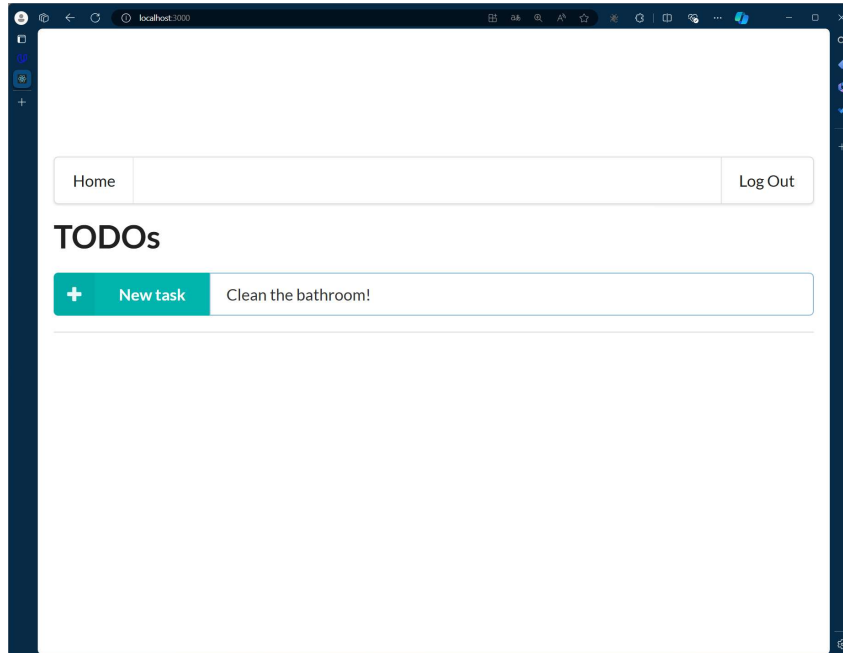 localhost:3000
Home
Log Out
TODOs
New task
Clean the bathroom!